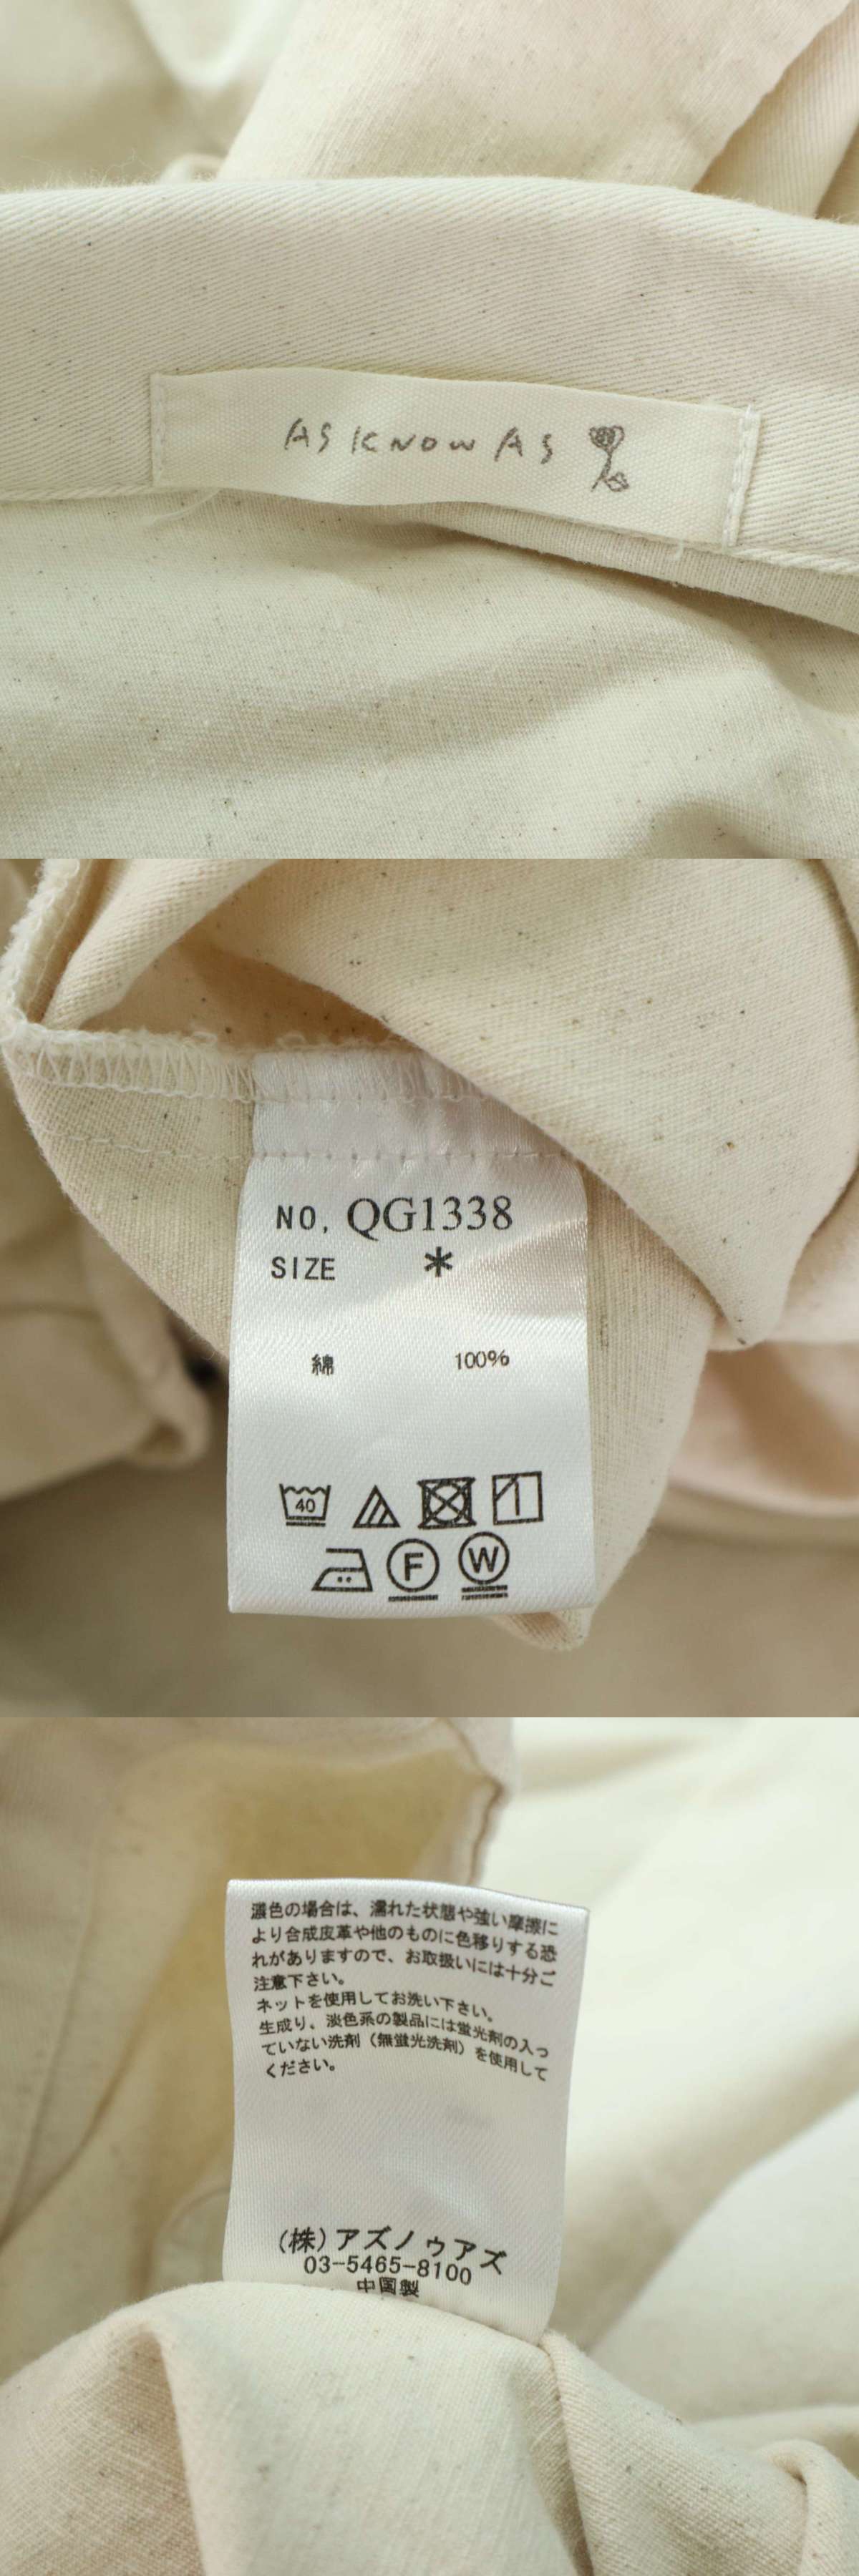 AS KNOW AS
NO, QG1338
SIZE *
綿 100%
40
F W
濃色の場合は、濡れた状態や強い摩擦に
より合成皮革や他のものに色移りする恐
れがありますので、お取扱いには十分ご
注意下さい。
ネットを使用してお洗い下さい。
生成り、淡色系の製品には蛍光剤の入っ
ていない洗剤（無蛍光洗剤）を使用して
ください。
(株)アズノゥアズ
03-5465-8100
中国製